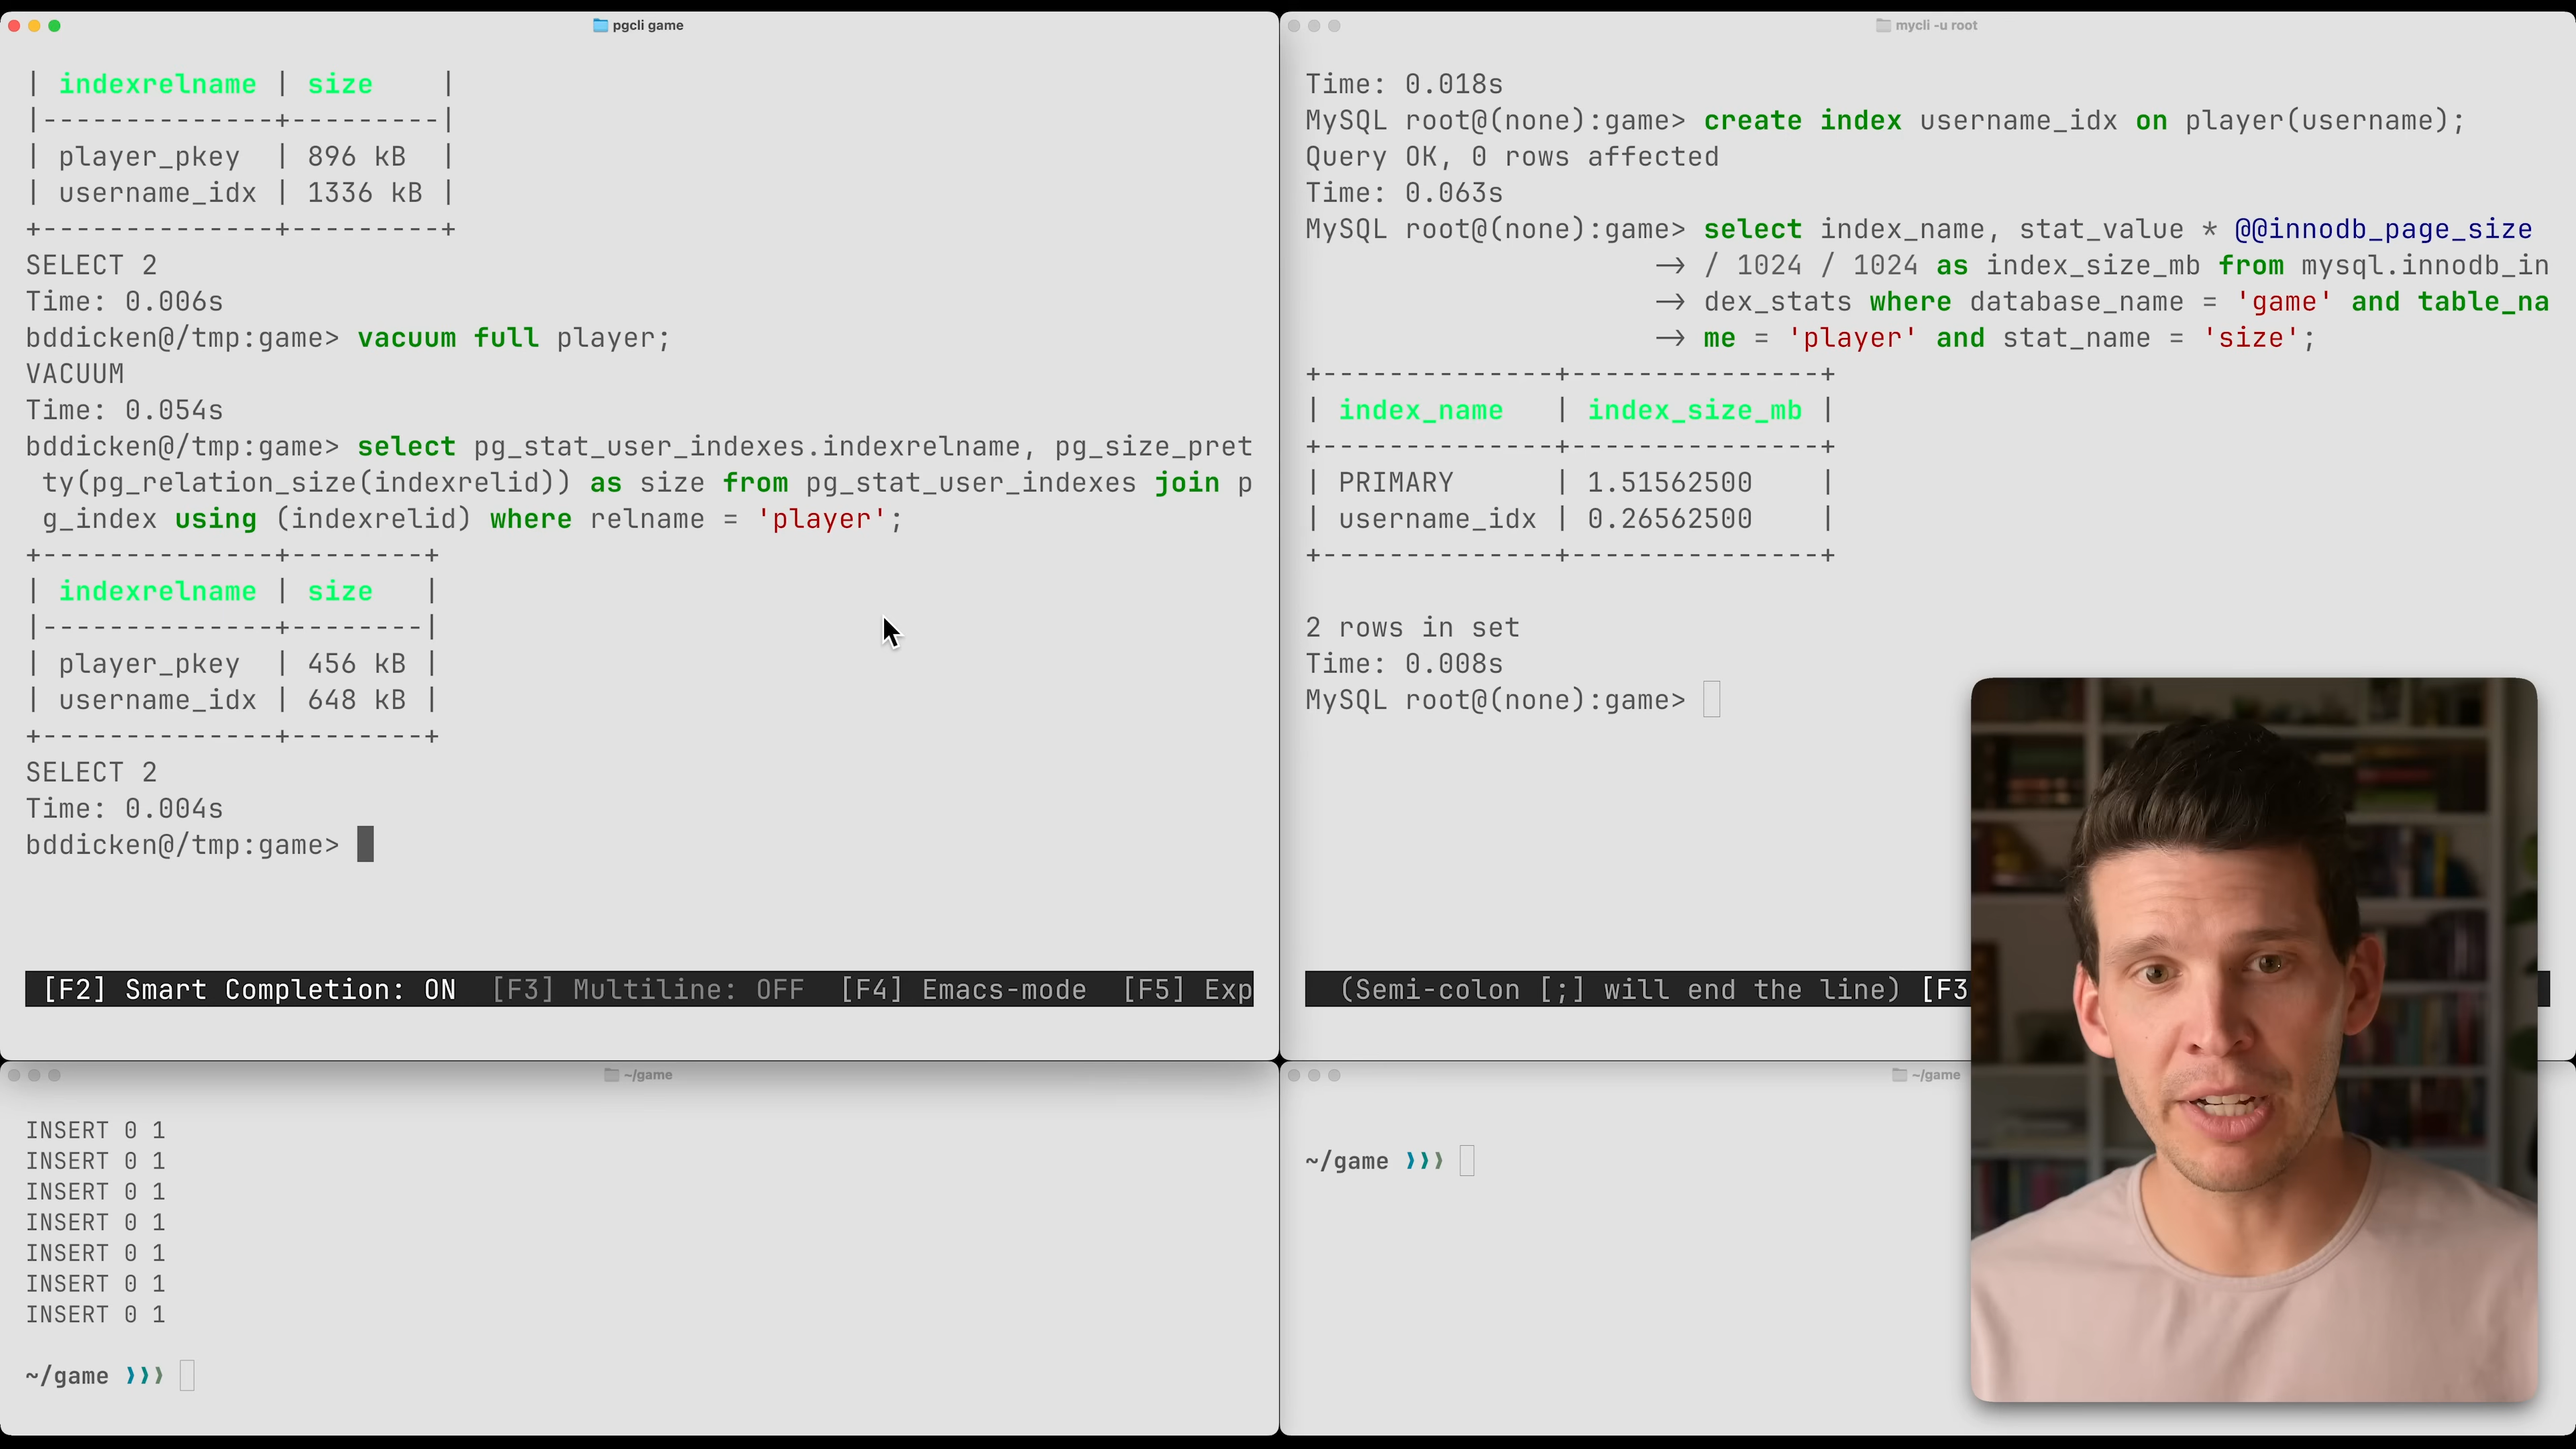 pgcli game
| indexrelname | size    |
|--------------+---------|
| player_pkey  | 896 kB  |
| username_idx | 1336 kB |
+--------------+---------+
SELECT 2
Time: 0.006s
bddicken@/tmp:game> vacuum full player;
VACUUM
Time: 0.054s
bddicken@/tmp:game> select pg_stat_user_indexes.indexrelname, pg_size_pret
ty(pg_relation_size(indexrelid)) as size from pg_stat_user_indexes join p
g_index using (indexrelid) where relname = 'player';
+--------------+--------+
| indexrelname | size   |
|--------------+--------|
| player_pkey  | 456 kB |
| username_idx | 648 kB |
+--------------+--------+
SELECT 2
Time: 0.004s
bddicken@/tmp:game>
[F2] Smart Completion: ON  [F3] Multiline: OFF  [F4] Emacs-mode  [F5] Exp
mycli -u root
Time: 0.018s
MySQL root@(none):game> create index username_idx on player(username);
Query OK, 0 rows affected
Time: 0.063s
MySQL root@(none):game> select index_name, stat_value * @@innodb_page_size
→ / 1024 / 1024 as index_size_mb from mysql.innodb_in
→ dex_stats where database_name = 'game' and table_na
→ me = 'player' and stat_name = 'size';
+--------------+---------------+
| index_name   | index_size_mb |
+--------------+---------------+
| PRIMARY      | 1.51562500    |
| username_idx | 0.26562500    |
+--------------+---------------+
2 rows in set
Time: 0.008s
MySQL root@(none):game>
(Semi-colon [;] will end the line) [F3
~/game
INSERT 0 1
INSERT 0 1
INSERT 0 1
INSERT 0 1
INSERT 0 1
INSERT 0 1
INSERT 0 1
~/game ❯❯❯
~/game
~/game ❯❯❯